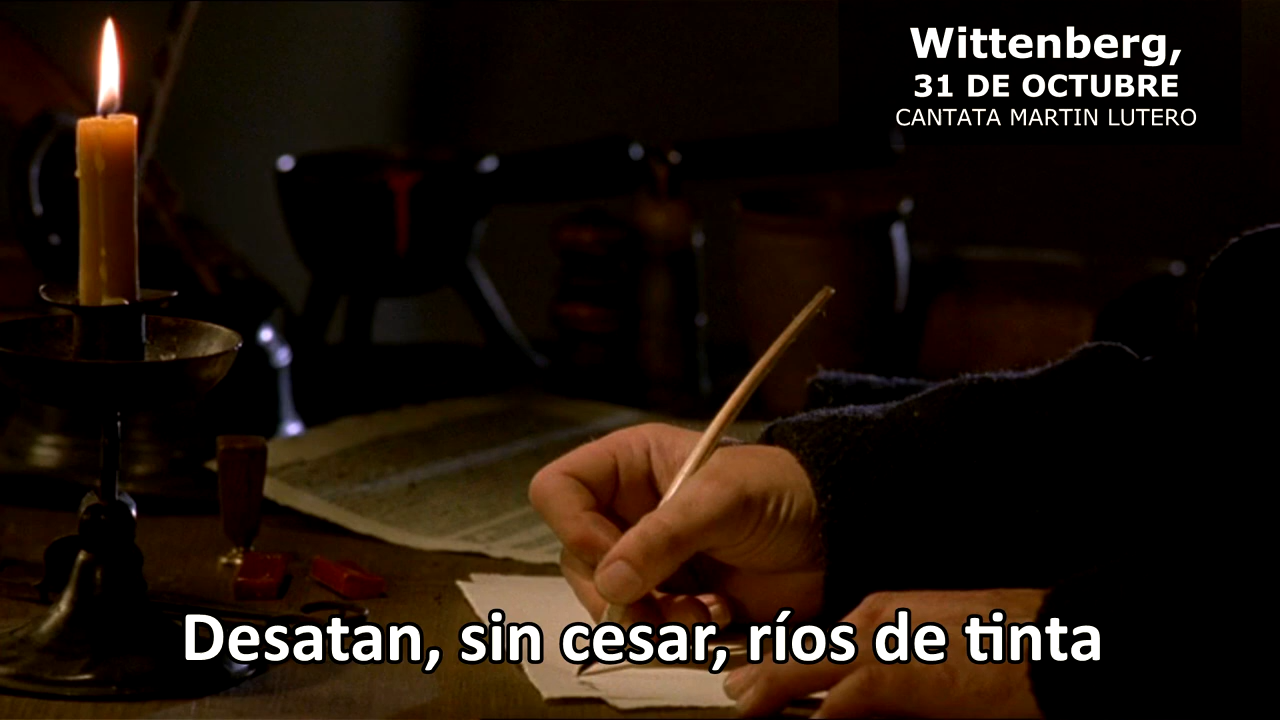 Wittenberg,
31 DE OCTUBRE
CANTATA MARTIN LUTERO
Desatan, sin cesar, ríos de tinta